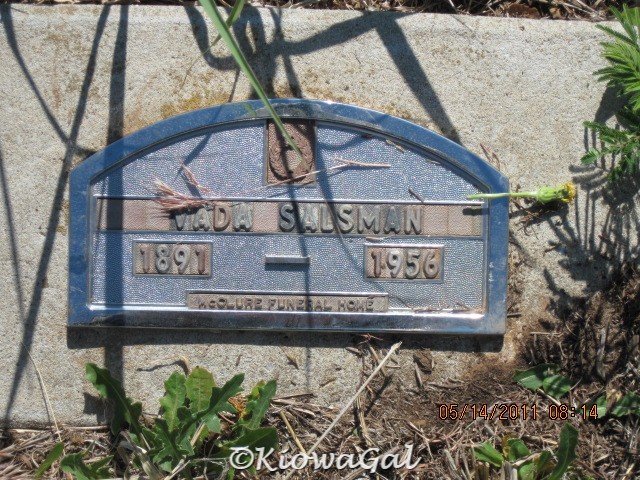 VADA SALSMAN
1891 – 1956
McCLURE FUNERAL HOME
05/14/2011 08:14
©KiowaGal